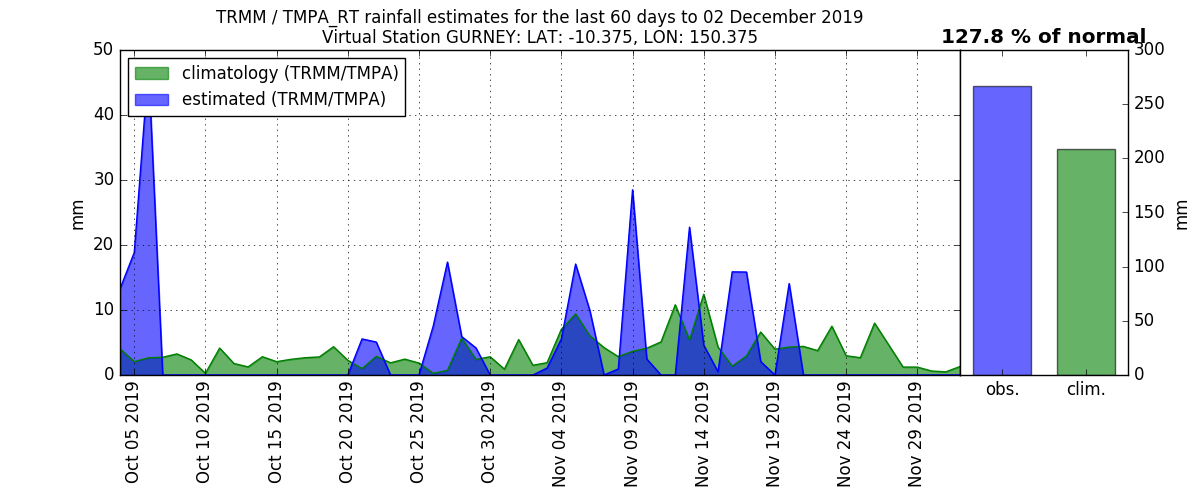 TRMM / TMPA_RT rainfall estimates for the last 60 days to 02 December 2019
Virtual Station GURNEY: LAT: -10.375, LON: 150.375
127.8 % of normal
climatology (TRMM/TMPA)
estimated (TRMM/TMPA)
50
40
30
20
10
0
mm
Oct 05 2019
Oct 10 2019
Oct 15 2019
Oct 20 2019
Oct 25 2019
Oct 30 2019
Nov 04 2019
Nov 09 2019
Nov 14 2019
Nov 19 2019
Nov 24 2019
Nov 29 2019
obs.
clim.
300
250
200
150
100
50
0
mm